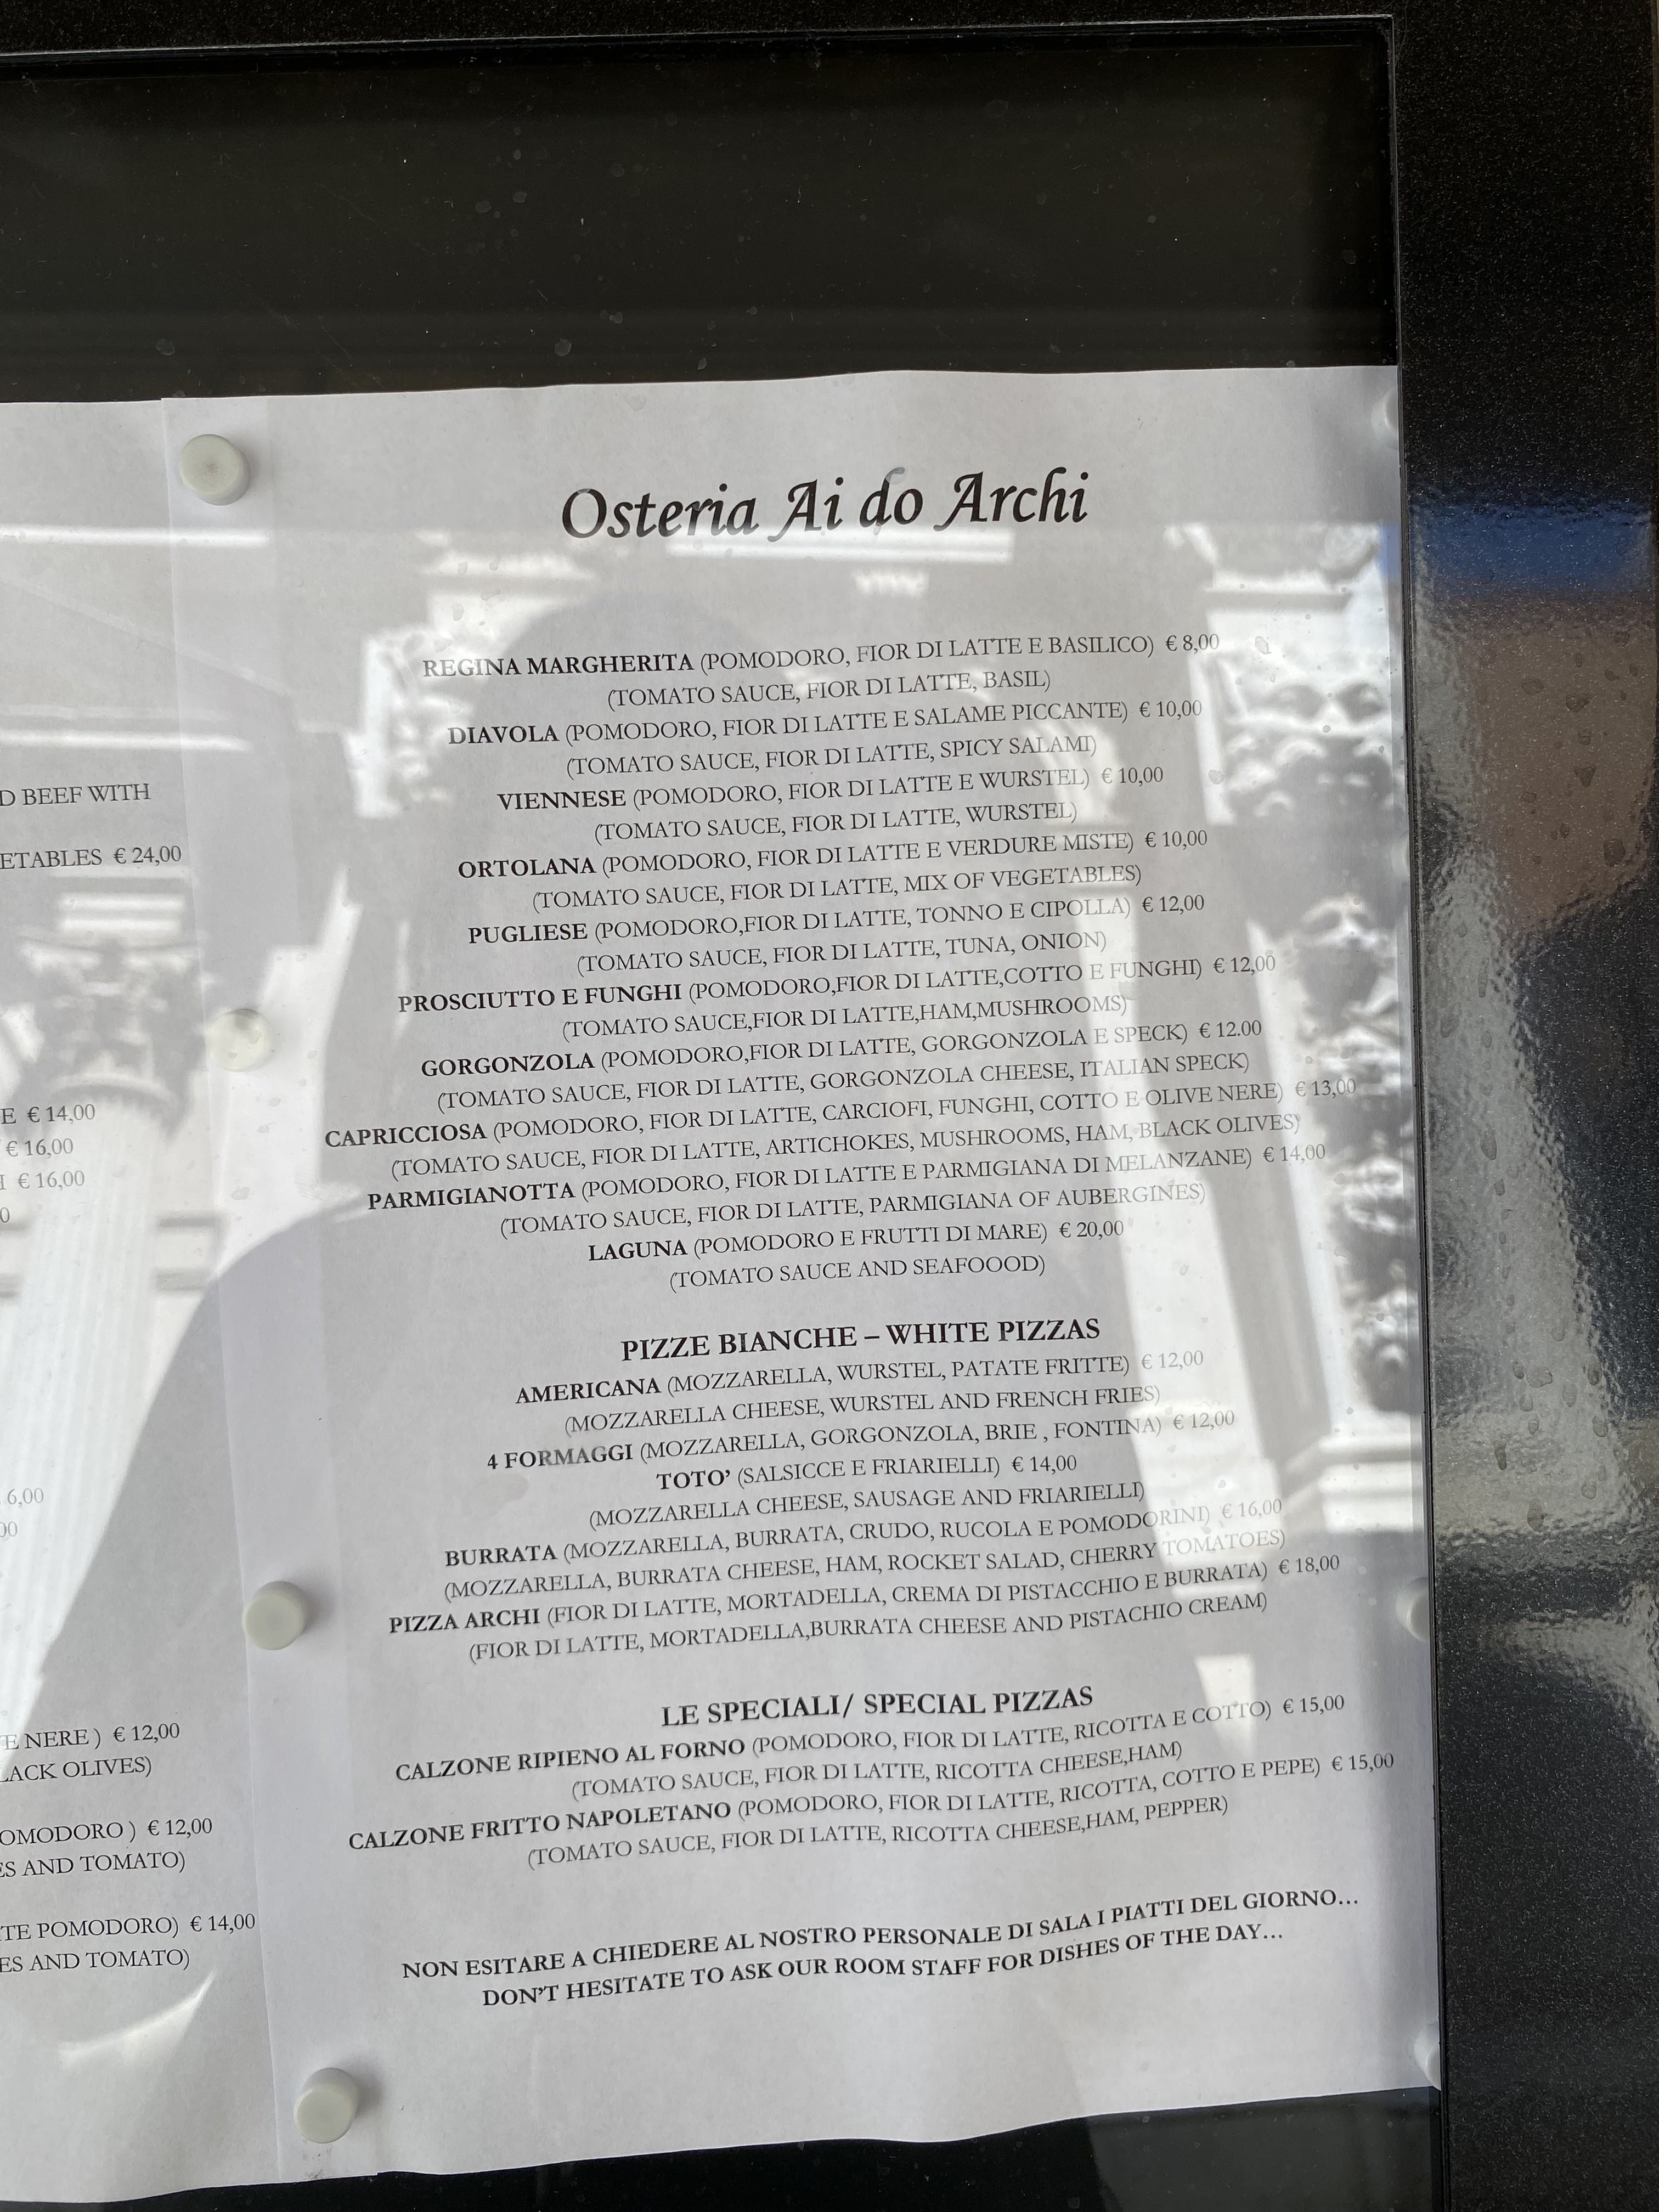 D BEEF WITH
ETABLES € 24,00
E € 14,00
€ 16,00
€ 16,00
6,00
E NERE ) € 12,00
LACK OLIVES)
OMODORO ) € 12,00
ES AND TOMATO)
TE POMODORO) € 14,00
ES AND TOMATO)
Osteria Ai do Archi
REGINA MARGHERITA (POMODORO, FIOR DI LATTE E BASILICO) € 8,00
(TOMATO SAUCE, FIOR DI LATTE, BASIL)
DIAVOLA (POMODORO, FIOR DI LATTE E SALAME PICCANTE) € 10,00
(TOMATO SAUCE, FIOR DI LATTE, SPICY SALAMI)
VIENNESE (POMODORO, FIOR DI LATTE E WURSTEL) € 10,00
(TOMATO SAUCE, FIOR DI LATTE, WURSTEL)
ORTOLANA (POMODORO, FIOR DI LATTE E VERDURE MISTE) € 10,00
(TOMATO SAUCE, FIOR DI LATTE, MIX OF VEGETABLES)
PUGLIESE (POMODORO,FIOR DI LATTE, TONNO E CIPOLLA) € 12,00
(TOMATO SAUCE, FIOR DI LATTE, TUNA, ONION)
PROSCIUTTO E FUNGHI (POMODORO,FIOR DI LATTE,COTTO E FUNGHI) € 12,00
(TOMATO SAUCE,FIOR DI LATTE,HAM,MUSHROOMS)
GORGONZOLA (POMODORO,FIOR DI LATTE, GORGONZOLA E SPECK) € 12.00
(TOMATO SAUCE, FIOR DI LATTE, GORGONZOLA CHEESE, ITALIAN SPECK)
CAPRICCIOSA (POMODORO, FIOR DI LATTE, CARCIOFI, FUNGHI, COTTO E OLIVE NERE) € 13,00
(TOMATO SAUCE, FIOR DI LATTE, ARTICHOKES, MUSHROOMS, HAM, BLACK OLIVES)
PARMIGIANOTTA (POMODORO, FIOR DI LATTE E PARMIGIANA DI MELANZANE) € 14,00
(TOMATO SAUCE, FIOR DI LATTE, PARMIGIANA OF AUBERGINES)
LAGUNA (POMODORO E FRUTTI DI MARE) € 20,00
(TOMATO SAUCE AND SEAFOOOD)
PIZZE BIANCHE – WHITE PIZZAS
AMERICANA (MOZZARELLA, WURSTEL, PATATE FRITTE) € 12,00
(MOZZARELLA CHEESE, WURSTEL AND FRENCH FRIES)
4 FORMAGGI (MOZZARELLA, GORGONZOLA, BRIE , FONTINA) € 12,00
TOTO' (SALSICCE E FRIARIELLI) € 14,00
(MOZZARELLA CHEESE, SAUSAGE AND FRIARIELLI)
BURRATA (MOZZARELLA, BURRATA, CRUDO, RUCOLA E POMODORINI) € 16,00
(MOZZARELLA, BURRATA CHEESE, HAM, ROCKET SALAD, CHERRY TOMATOES)
PIZZA ARCHI (FIOR DI LATTE, MORTADELLA, CREMA DI PISTACCHIO E BURRATA) € 18,00
(FIOR DI LATTE, MORTADELLA,BURRATA CHEESE AND PISTACHIO CREAM)
LE SPECIALI/ SPECIAL PIZZAS
CALZONE RIPIENO AL FORNO (POMODORO, FIOR DI LATTE, RICOTTA E COTTO) € 15,00
(TOMATO SAUCE, FIOR DI LATTE, RICOTTA CHEESE,HAM)
CALZONE FRITTO NAPOLETANO (POMODORO, FIOR DI LATTE, RICOTTA, COTTO E PEPE) € 15,00
(TOMATO SAUCE, FIOR DI LATTE, RICOTTA CHEESE,HAM, PEPPER)
NON ESITARE A CHIEDERE AL NOSTRO PERSONALE DI SALA I PIATTI DEL GIORNO…
DON'T HESITATE TO ASK OUR ROOM STAFF FOR DISHES OF THE DAY…